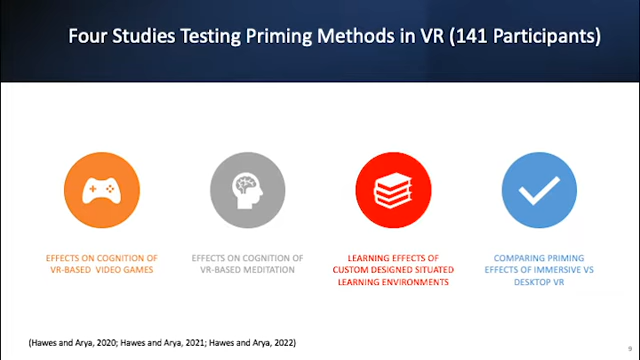 Four Studies Testing Priming Methods in VR (141 Participants)
EFFECTS ON COGNITION OF
VR-BASED VIDEO GAMES
EFFECTS ON COGNITION OF
VR-BASED MEDITATION
LEARNING EFFECTS OF
CUSTOM DESIGNED SITUATED
LEARNING ENVIRONMENTS
COMPARING PRIMING
EFFECTS OF IMMERSIVE VS
DESKTOP VR
(Hawes and Arya, 2020; Hawes and Arya, 2021; Hawes and Arya, 2022)
9